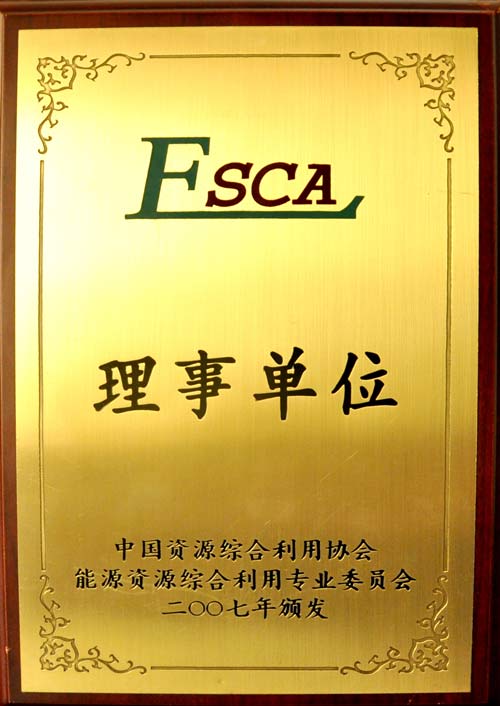 ESCA
理事单位
中国资源综合利用协会
能源资源综合利用专业委员会
二〇〇七年颁发